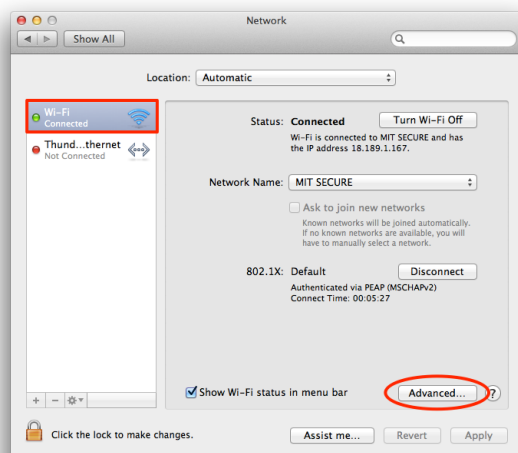 Network
Show All
Location: Automatic
Wi-Fi
Connected
Thund...thernet
Not Connected
Status: Connected
Turn Wi-Fi Off
Wi-Fi is connected to MIT SECURE and has
the IP address 18.189.1.167.
Network Name: MIT SECURE
Ask to join new networks
Known networks will be joined automatically.
If no known networks are available, you will
have to manually select a network.
802.1X: Default
Disconnect
Authenticated via PEAP (MSCHAPv2)
Connect Time: 00:05:27
Show Wi-Fi status in menu bar
Advanced...
?
Click the lock to make changes.
Assist me...
Revert
Apply